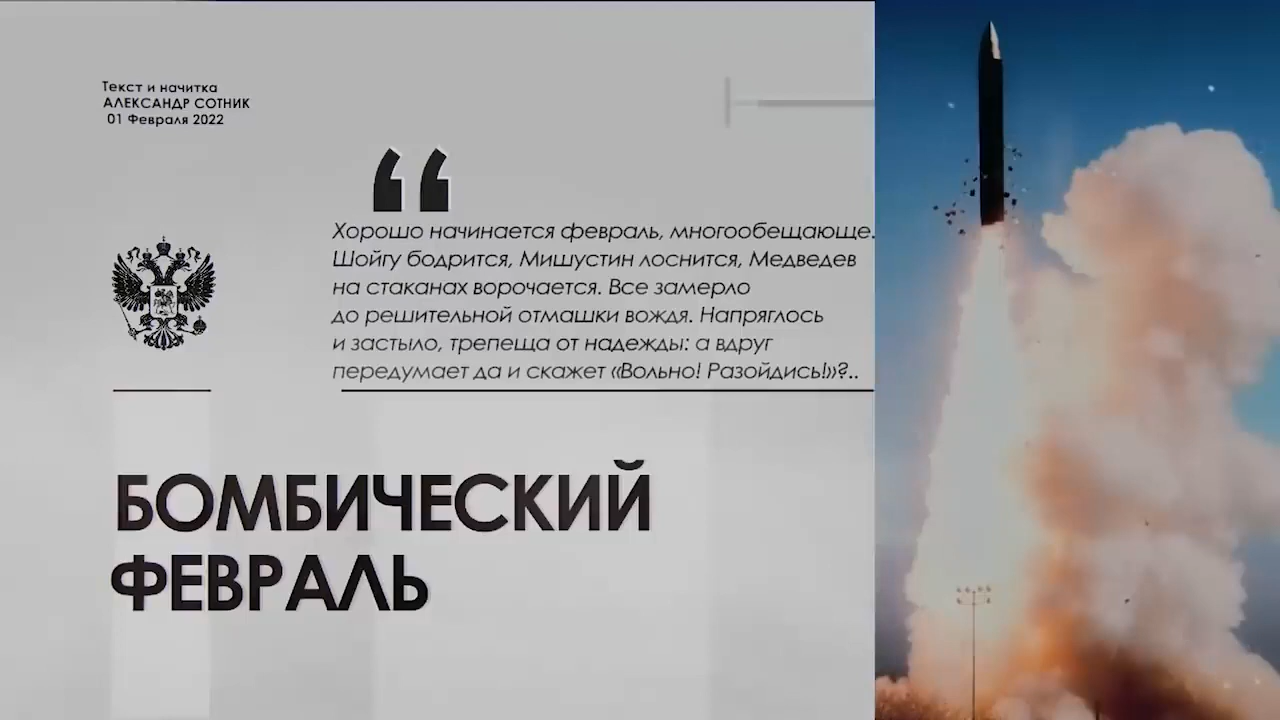 Текст и начитка
АЛЕКСАНДР СОТНИК
01 Февраля 2022
“
Хорошо начинается февраль, многообещающе.
Шойгу бодрится, Мишустин лоснится, Медведев
на стаканах ворочается. Все замерло
до решительной отмашки вождя. Напряглось
и застыло, трепеща от надежды: а вдруг
передумает да и скажет «Вольно! Разойдись!»?..
БОМБИЧЕСКИЙ
ФЕВРАЛЬ